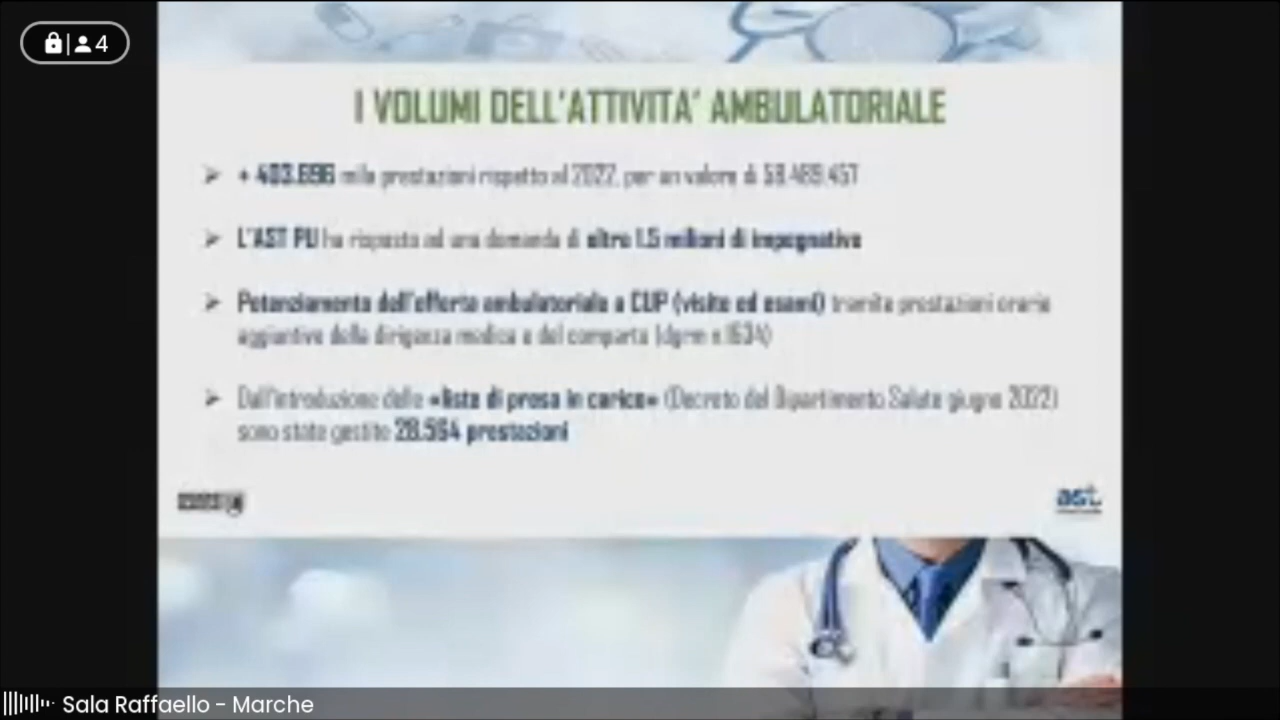 4
I VOLUMI DELL'ATTIVITA' AMBULATORIALE
+ 403.696 mila prestazioni rispetto al 2022, per un valore di 58.489.457
L'AST PU ha risposto ad una domanda di oltre 1.5 milioni di impegnative
Potenziamento dell'offerta ambulatoriale a CUP (visite ed esami) tramite prestazioni orarie
aggiuntive della dirigenza medica e del comparto (dgrm n.1634)
Dall'introduzione delle «liste di presa in carico» (Decreto del Dipartimento Salute giugno 2022)
sono state gestite 28.564 prestazioni
ast
Sala Raffaello - Marche